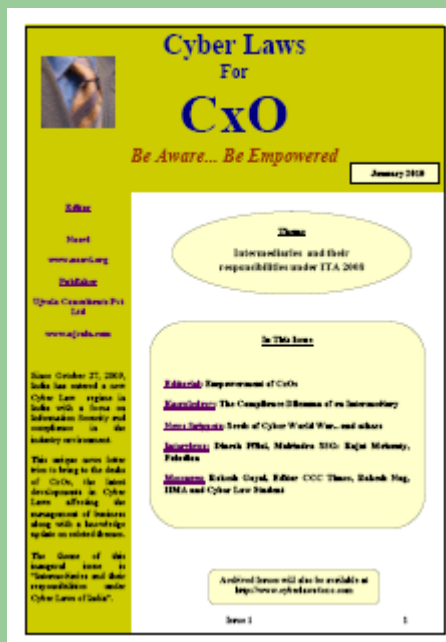 Cyber Laws
For
CxO
Be Aware... Be Empowered
January 2010
Editor
Naavi
www.naavi.org
Publisher
Ujvala Consultants Pvt
Ltd
www.ujvala.com
Since October 27, 2009,
India has entered a new
Cyber Law regime in
India with a focus on
Information Security and
compliance in the
industry environment.
This unique news letter
tries to bring to the desks
of CxOs, the latest
developments in Cyber
Laws affecting the
management of business
along with a knowledge
update on related themes.
The theme of this
inaugural issue is
"Intermediaries and their
responsibilities under
Cyber Laws of India".
Theme
Intermediaries and their
responsibilities under ITA 2008
In This Issue
Editorial: Empowerment of CxOs
Knowledge: The Compliance Dilemma of an Intermediary
News Snippets: Seeds of Cyber World War... and others
Interviews: Dinesh Pillai, Mahindra SSG: Rajat Mohanty,
Paladion
Messages: Rakesh Goyal, Editor CCC Times, Rakesh Nag,
IIMA and Cyber Law Student
Archived Issues will also be available at
Issue 1
1